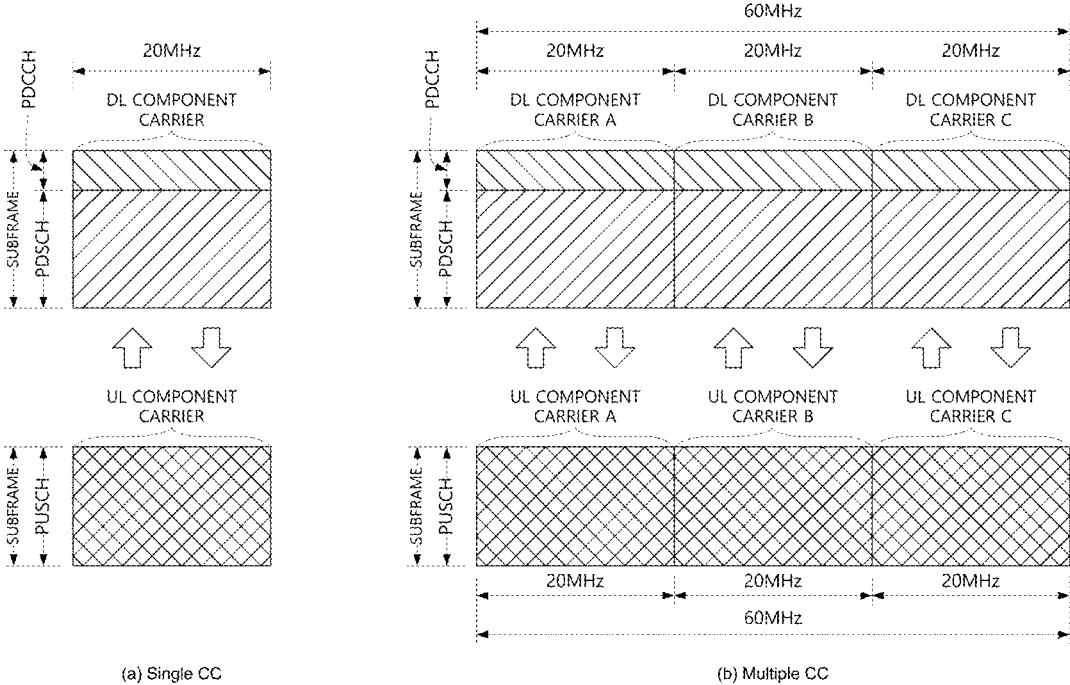 20MHz
PDCCH
DL COMPONENT
CARRIER
SUBFRAME
PDSCH
UL COMPONENT
CARRIER
SUBFRAME
PUSCH
(a) Single CC
60MHz
20MHz
20MHz
20MHz
PDCCH
DL COMPONENT
CARRIER A
DL COMPONENT
CARRIER B
DL COMPONENT
CARRIER C
SUBFRAME
PDSCH
UL COMPONENT
CARRIER A
UL COMPONENT
CARRIER B
UL COMPONENT
CARRIER C
SUBFRAME
PUSCH
20MHz
20MHz
20MHz
60MHz
(b) Multiple CC